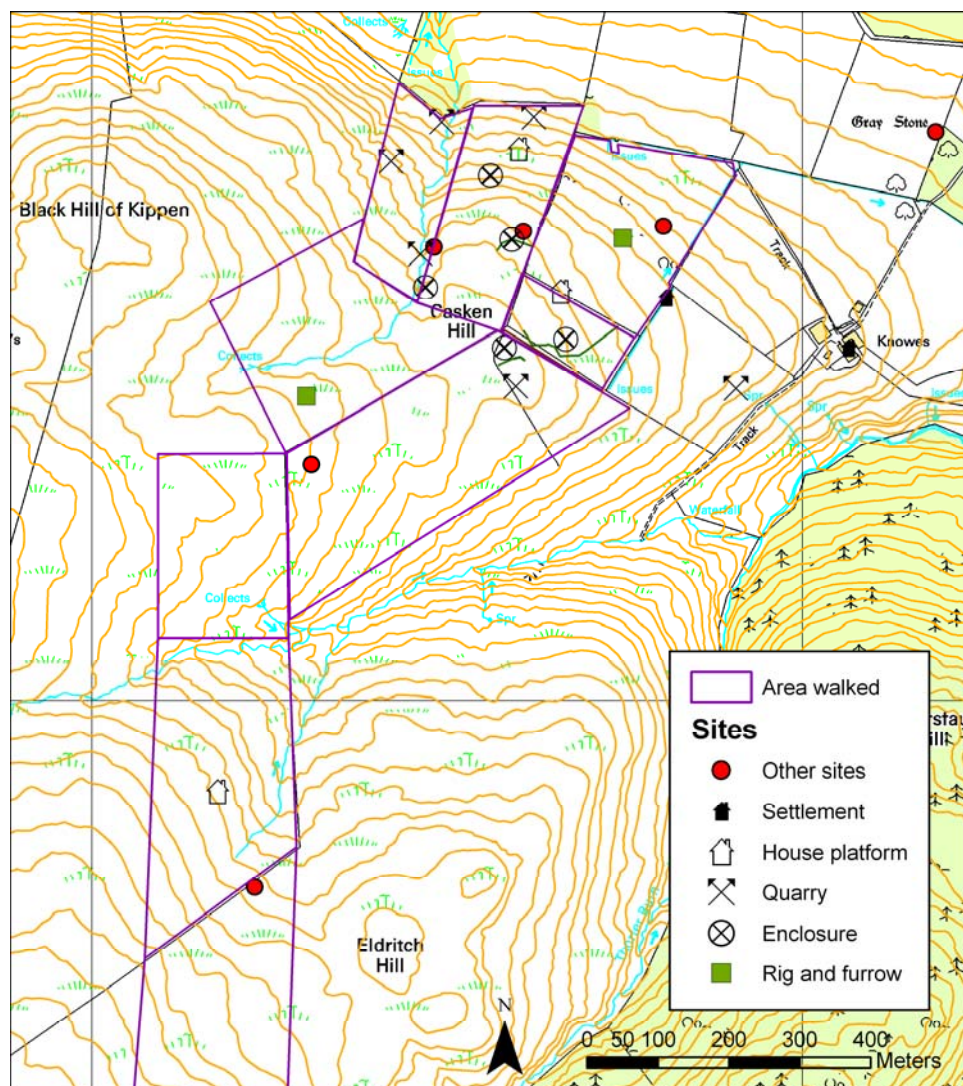 Collects
Issues
Gray Stone
Issues
Black Hill of Kippen
Track
's
Casken
Hill
Knowes
Collects
Issues
Spr
Spr
Issues
Track
Waterfall
Collects
Spr
Area walked
Sites
Other sites
Settlement
House platform
Quarry
Enclosure
Rig and furrow
Eldritch
Hill
N
0 50 100 200 300 400
Meters